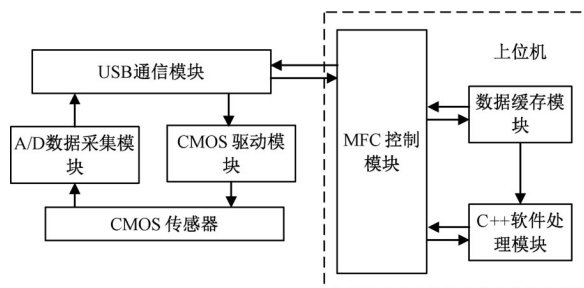 上位机
USB通信模块
数据缓存模
块
A/D数据采集模
块
CMOS 驱动模
块
MFC 控制
模块
CMOS 传感器
C++软件处
理模块